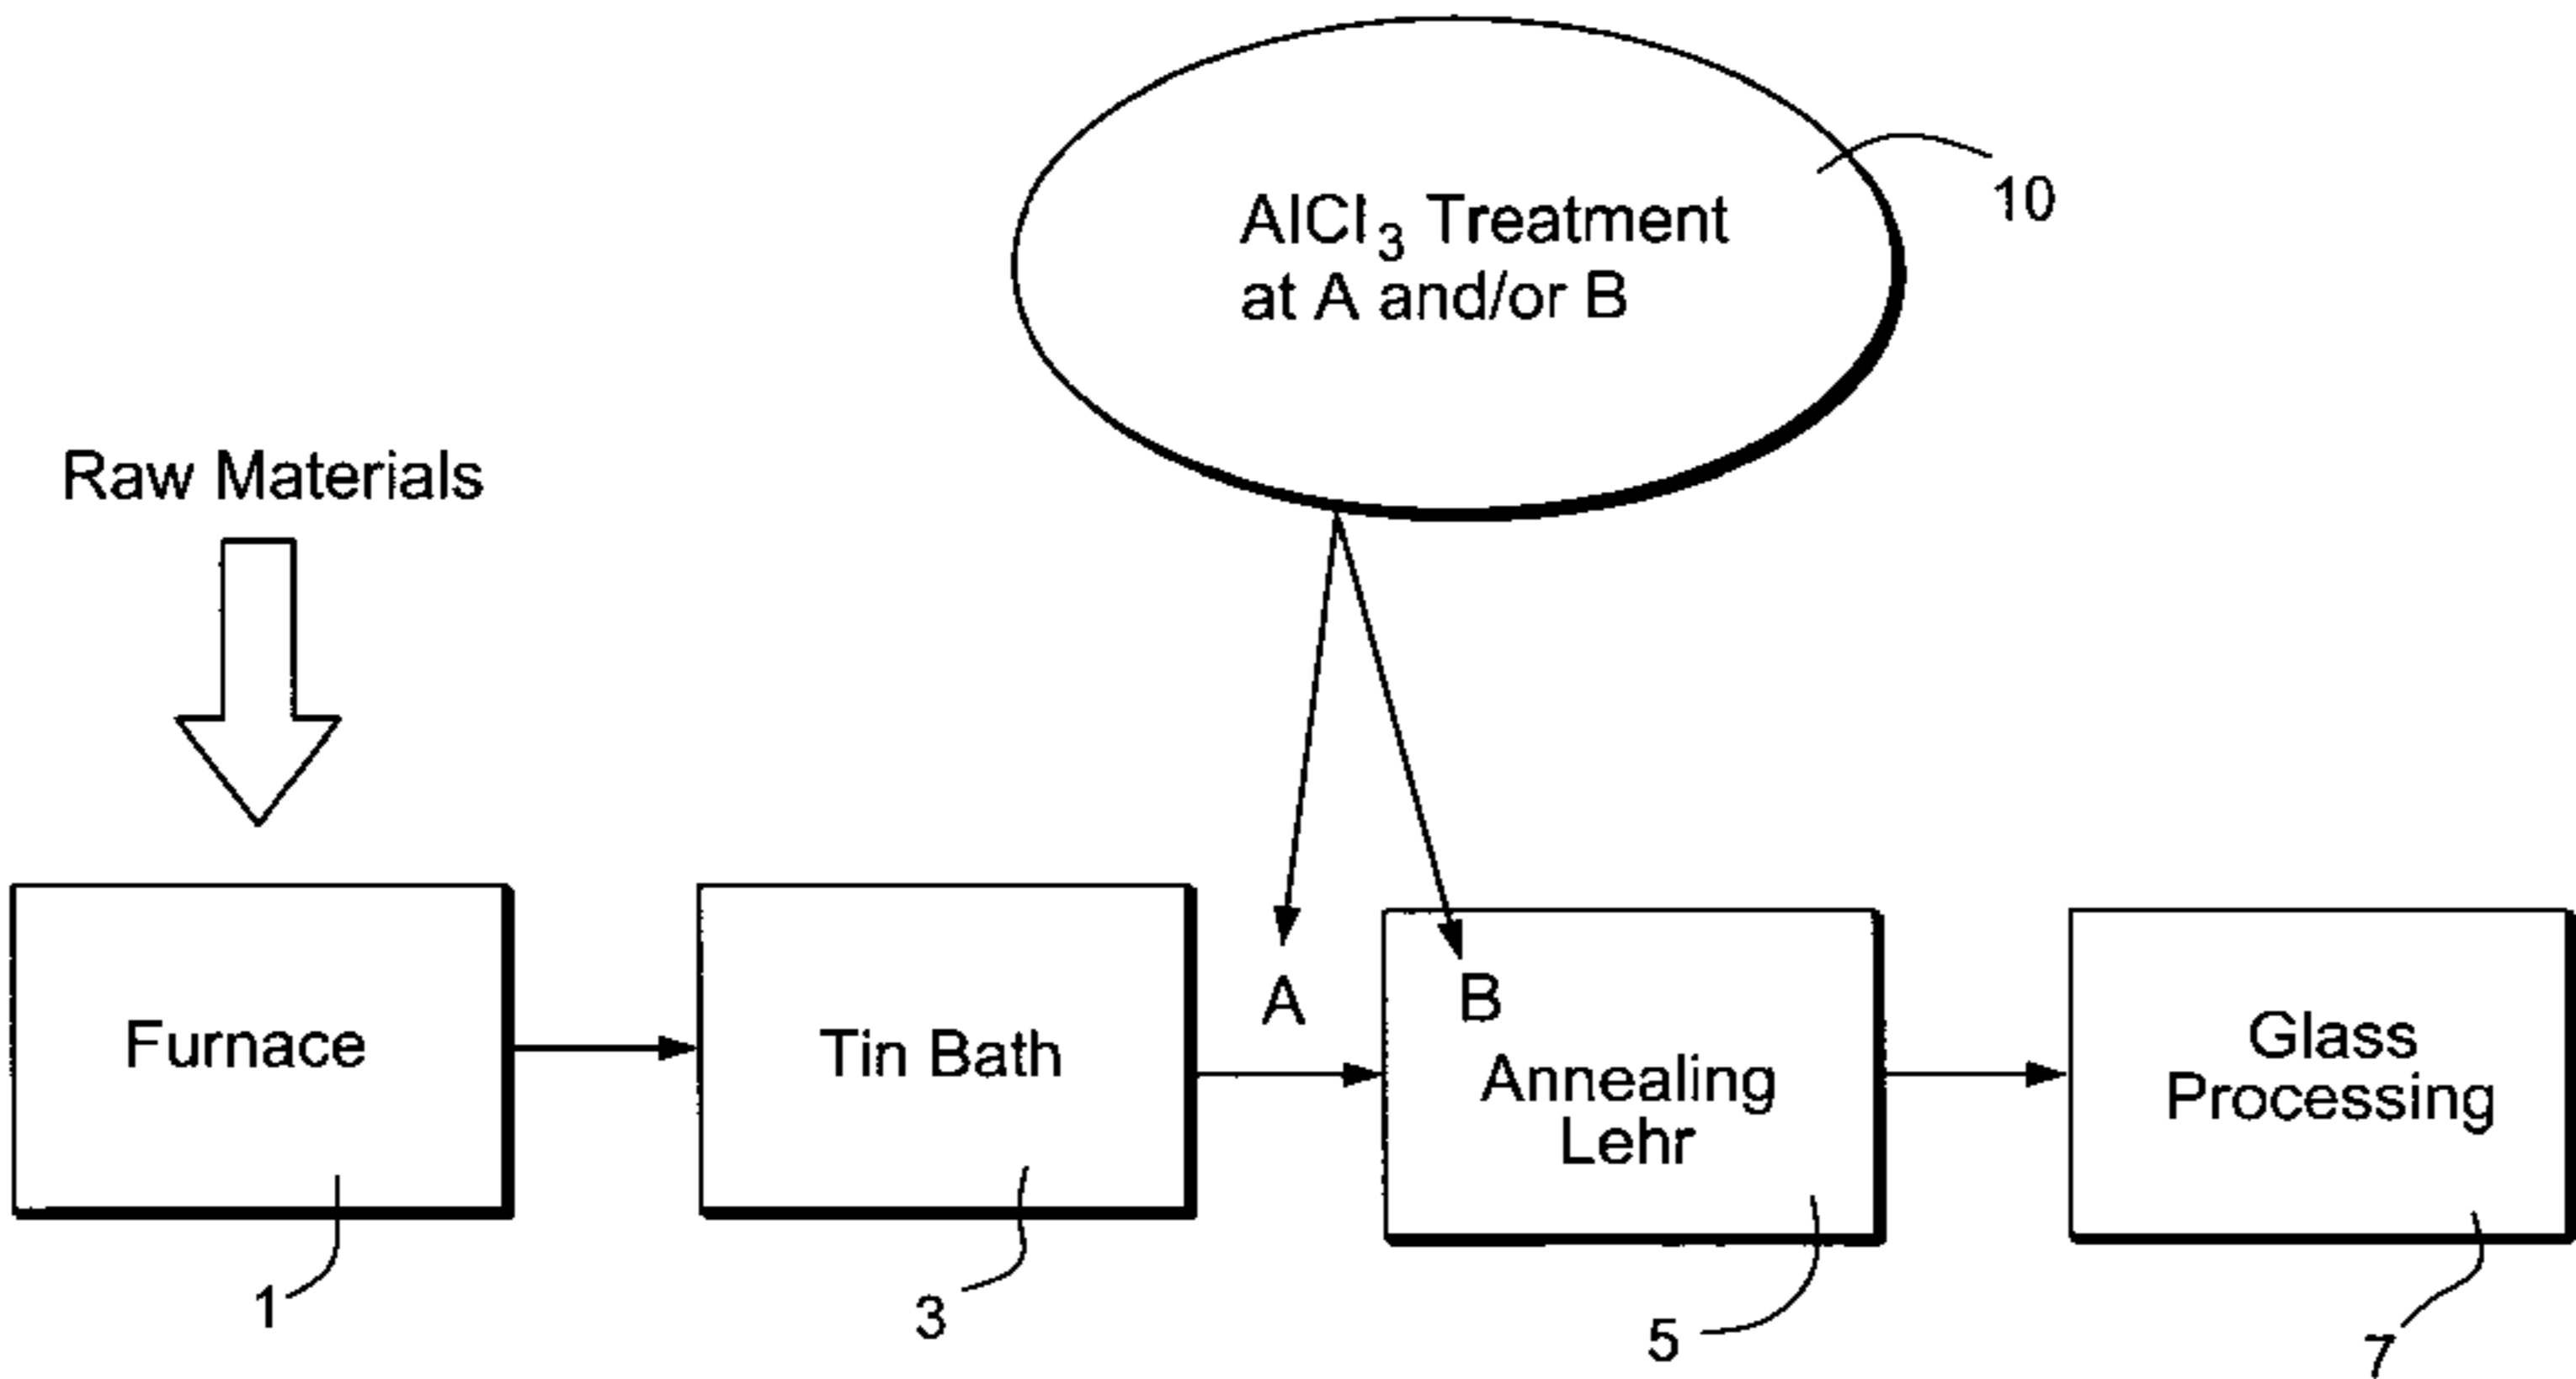 AlCl3 Treatment
at A and/or B
10
Raw Materials
A
B
Furnace
Tin Bath
Annealing
Lehr
Glass
Processing
1
3
5
7